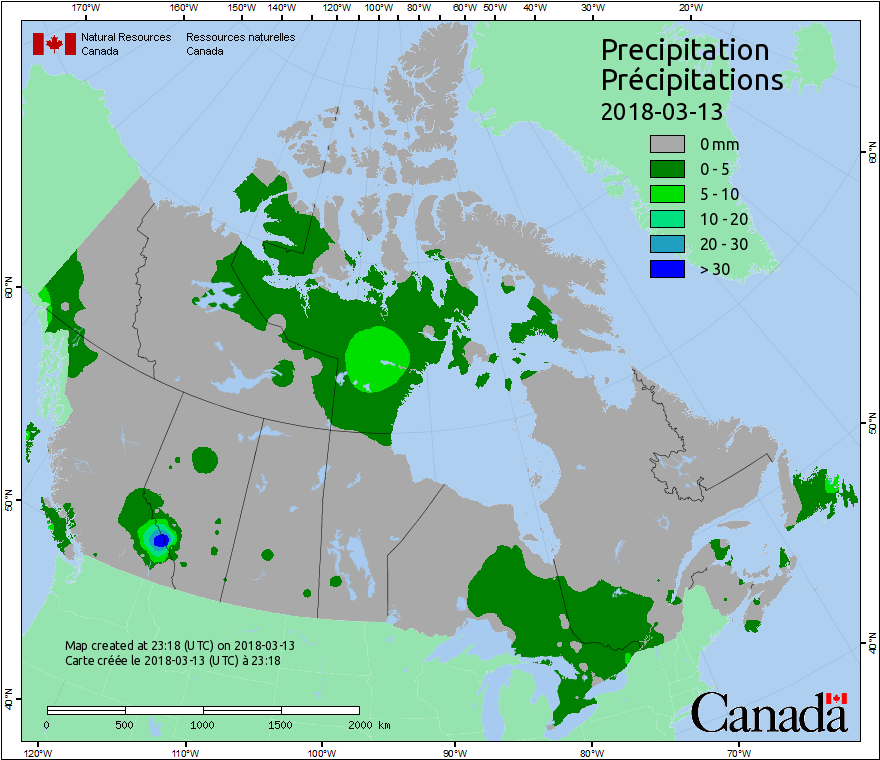 170°W 160°W 150°W 140°W 130°W 120°W 110°W 100°W 90°W 80°W 60°W 50°W 40°W 30°W 20°W
Natural Resources Ressources naturelles
Canada Canada
Precipitation
Précipitations
2018-03-13
0 mm
0 - 5
5 - 10
10 - 20
20 - 30
> 30
60°N
60°N
50°N
50°N
40°N
40°N
Map created at 23:18 (UTC) on 2018-03-13
Carte créée le 2018-03-13 (UTC) à 23:18
0 500 1000 1500 2000 km
Canada
120°W 110°W 100°W 90°W 80°W 70°W